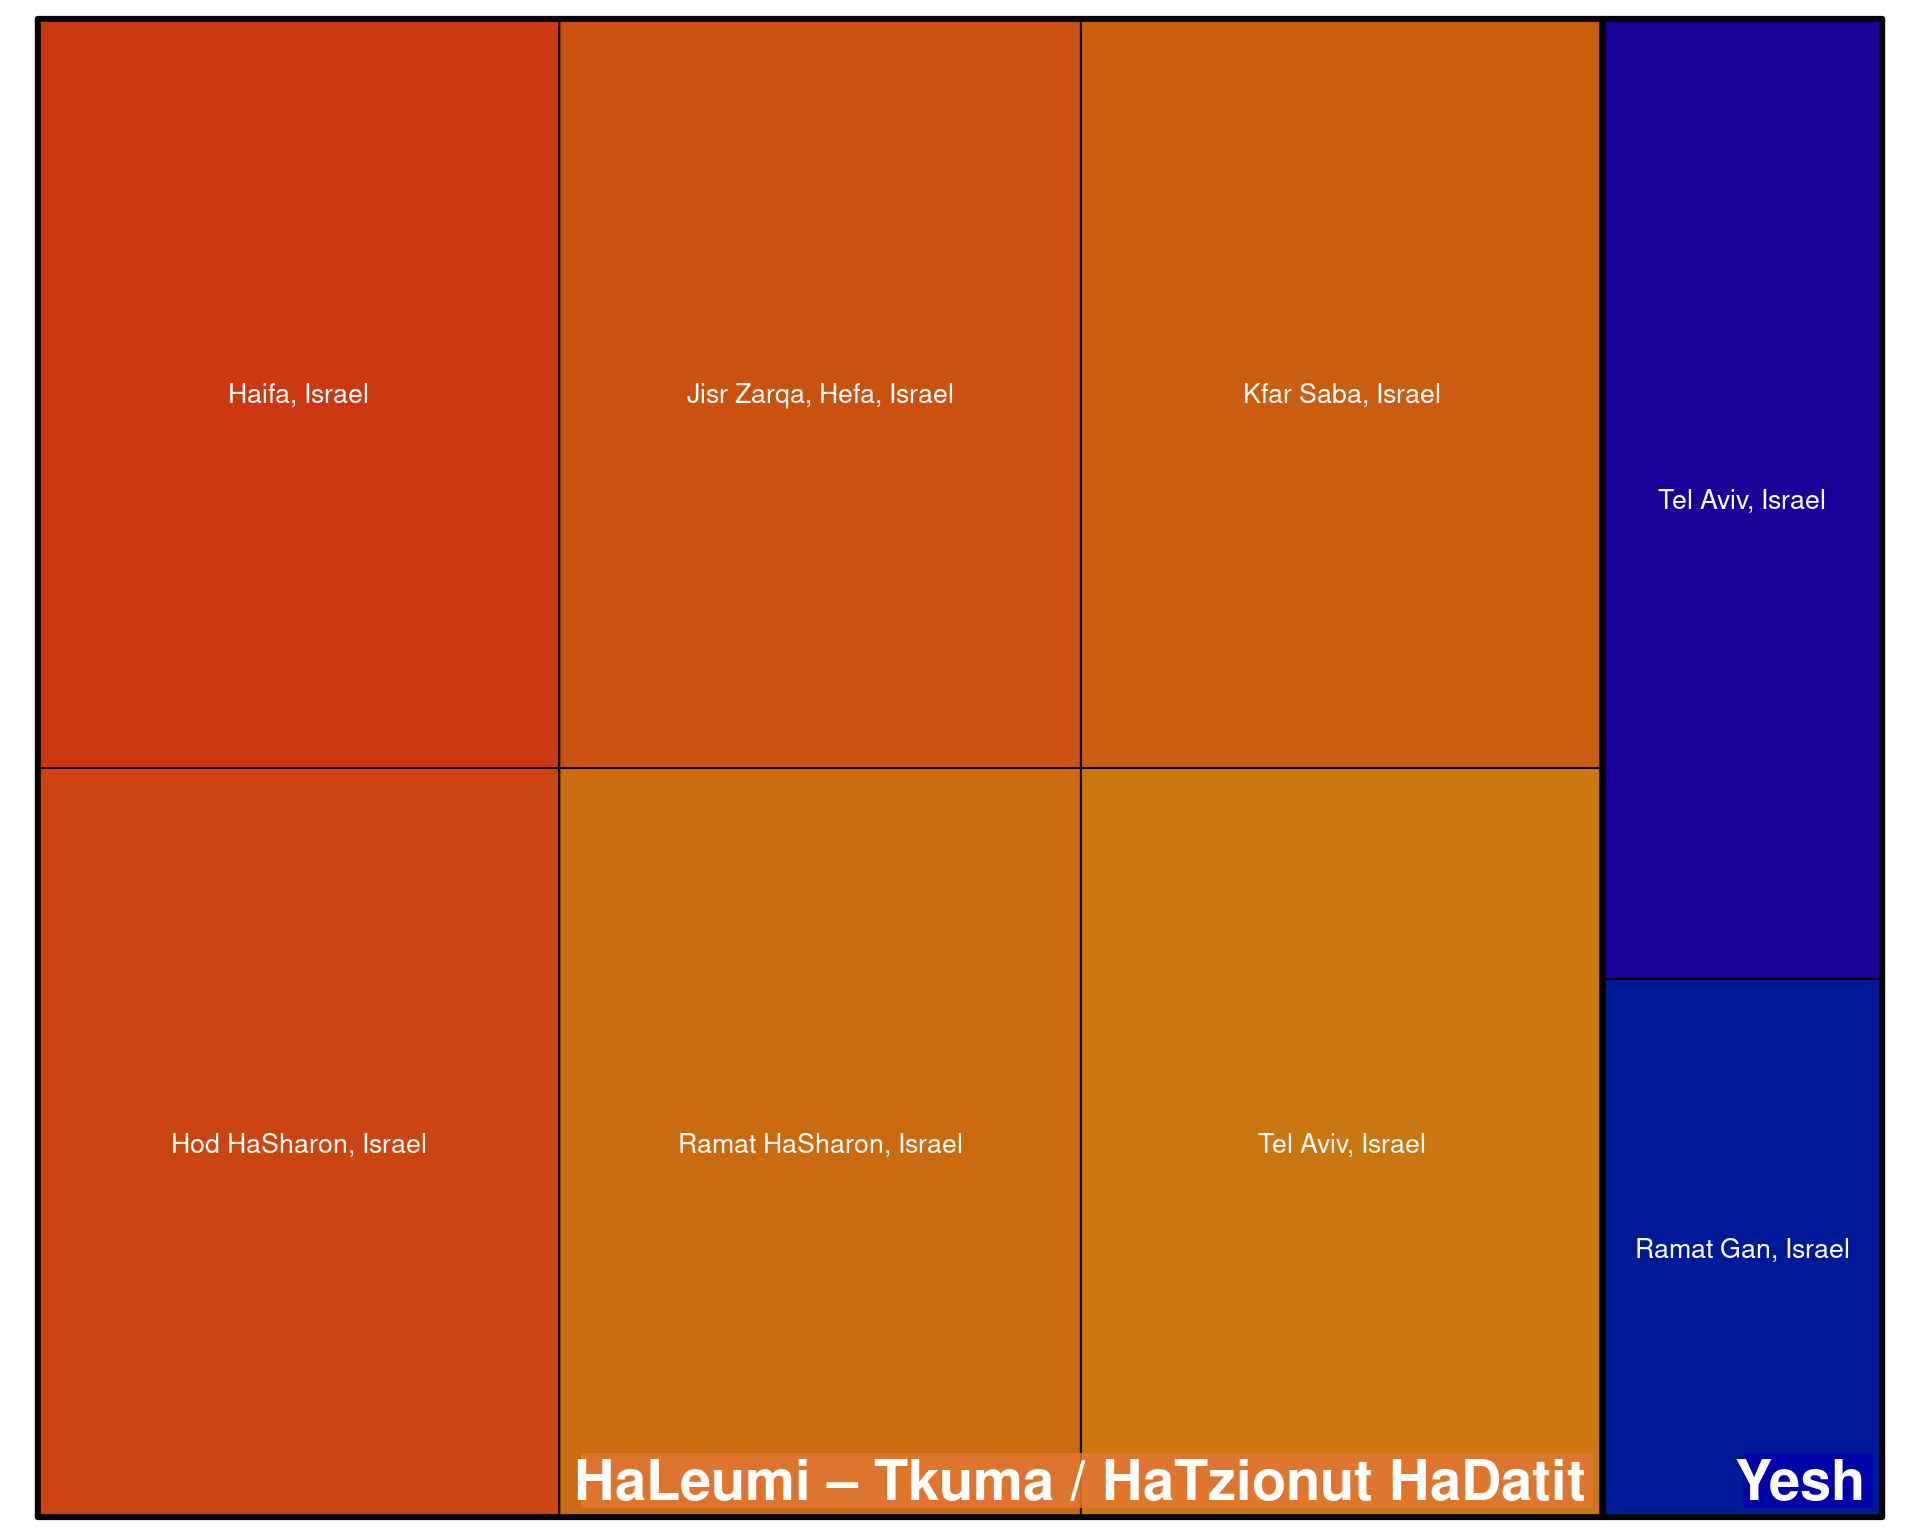 Haifa, Israel
Jisr Zarqa, Hefa, Israel
Kfar Saba, Israel
Tel Aviv, Israel
Hod HaSharon, Israel
Ramat HaSharon, Israel
Tel Aviv, Israel
Ramat Gan, Israel
HaLeumi – Tkuma / HaTzionut HaDatit
Yesh